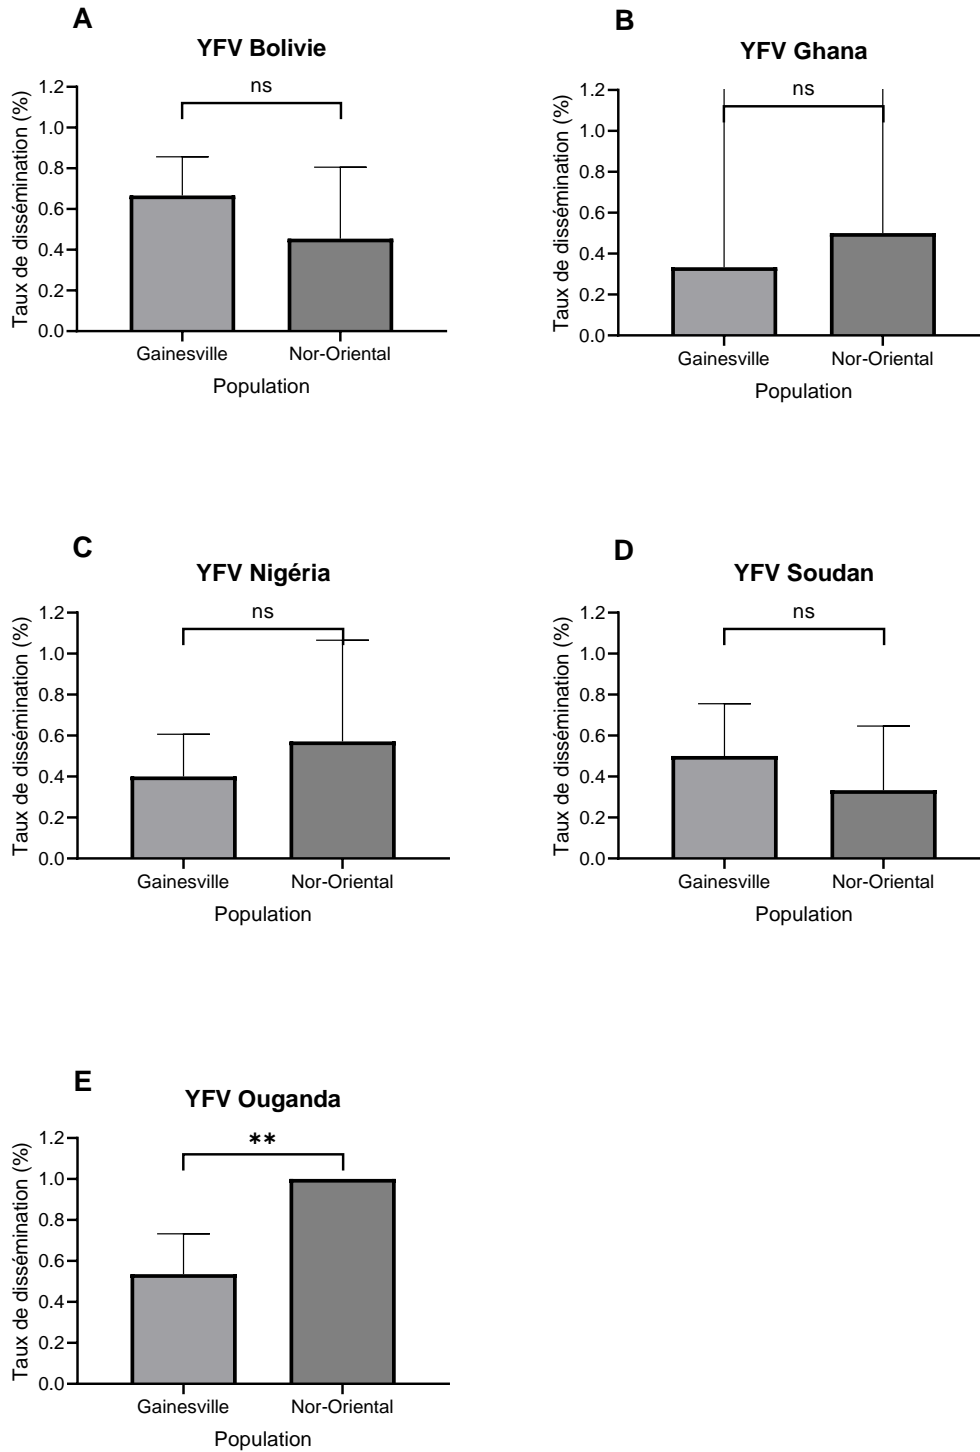 A
YFV Bolivie
ns
Taux de dissémination (%)
1.2
1.0
0.8
0.6
0.4
0.2
0.0
Gainesville Nor-Oriental
Population
B
YFV Ghana
ns
Taux de dissémination (%)
1.2
1.0
0.8
0.6
0.4
0.2
0.0
Gainesville Nor-Oriental
Population
C
YFV Nigéria
ns
Taux de dissémination (%)
1.2
1.0
0.8
0.6
0.4
0.2
0.0
Gainesville Nor-Oriental
Population
D
YFV Soudan
ns
Taux de dissémination (%)
1.2
1.0
0.8
0.6
0.4
0.2
0.0
Gainesville Nor-Oriental
Population
E
YFV Ouganda
**
Taux de dissémination (%)
1.2
1.0
0.8
0.6
0.4
0.2
0.0
Gainesville Nor-Oriental
Population